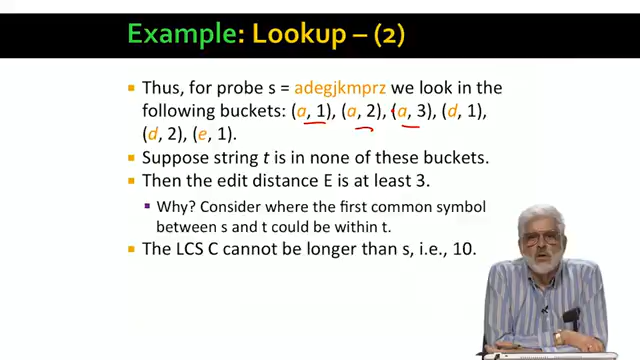 Example: Lookup – (2)
Thus, for probe s = adegjkmprz we look in the
following buckets: (a, 1), (a, 2), (a, 3), (d, 1),
(d, 2), (e, 1).
Suppose string t is in none of these buckets.
Then the edit distance E is at least 3.
Why? Consider where the first common symbol
between s and t could be within t.
The LCS C cannot be longer than s, i.e., 10.